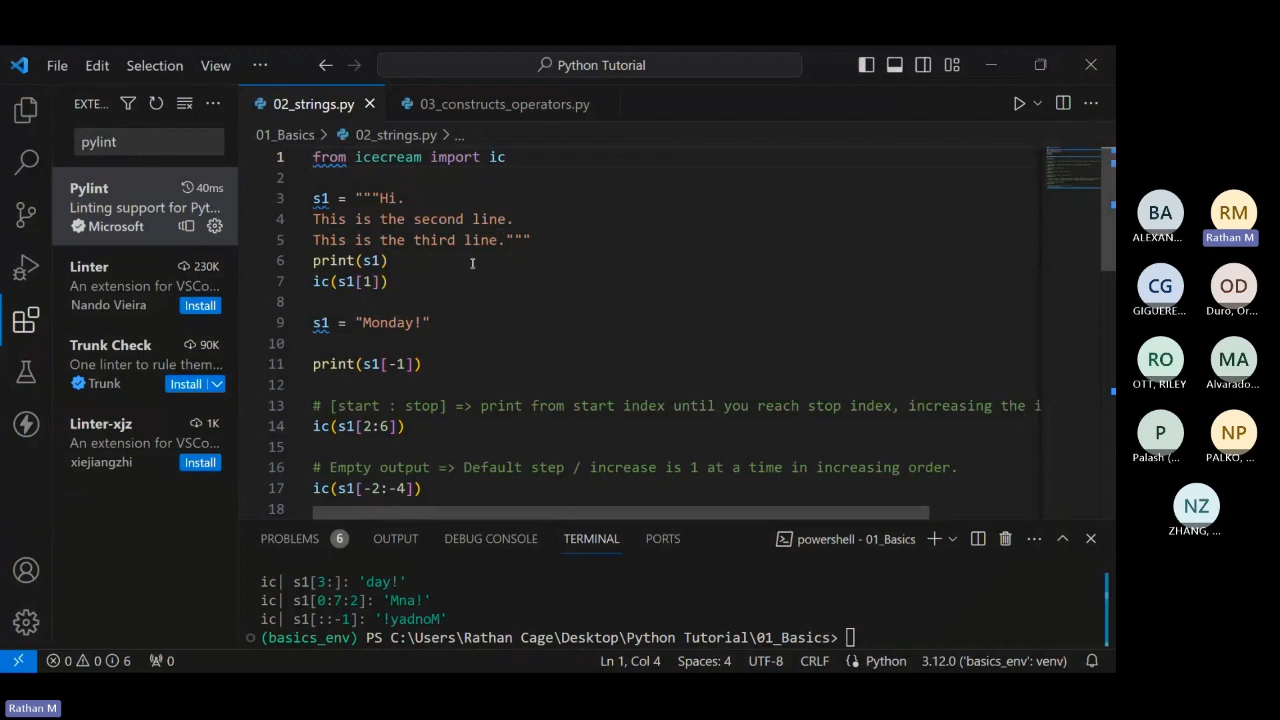 File Edit Selection View ··· Python Tutorial
EXTE... ···
pylint
Pylint 40ms
Linting support for Pyt...
Microsoft
Linter 230K
An extension for VSCo...
Nando Vieira Install
Trunk Check 90K
One linter to rule them...
Trunk Install
Linter-xjz 1K
An extension for VSCo...
xiejiangzhi Install
02_strings.py 03_constructs_operators.py
01_Basics > 02_strings.py > ...
1 from icecream import ic
2
3 s1 = """Hi.
4 This is the second line.
5 This is the third line."""
6 print(s1)
7 ic(s1[1])
8
9 s1 = "Monday!"
10
11 print(s1[-1])
12
13 # [start : stop] => print from start index until you reach stop index, increasing the i
14 ic(s1[2:6])
15
16 # Empty output => Default step / increase is 1 at a time in increasing order.
17 ic(s1[-2:-4])
18
PROBLEMS 6 OUTPUT DEBUG CONSOLE TERMINAL PORTS powershell - 01_Basics
ic| s1[3:]: 'day!'
ic| s1[0:7:2]: 'Mna!'
ic| s1[::-1]: '!yadnoM'
(basics_env) PS C:\Users\Rathan Cage\Desktop\Python Tutorial\01_Basics>
0 0 6 0 Ln 1, Col 4 Spaces: 4 UTF-8 CRLF Python 3.12.0 ('basics_env': venv)
BA RM
ALEXAN... Rathan M
CG OD
GIGUERE... Duro, Or...
RO MA
OTT, RILEY Alvarado...
P NP
Palash (... PALKO, ...
NZ
ZHANG, ...
Rathan M